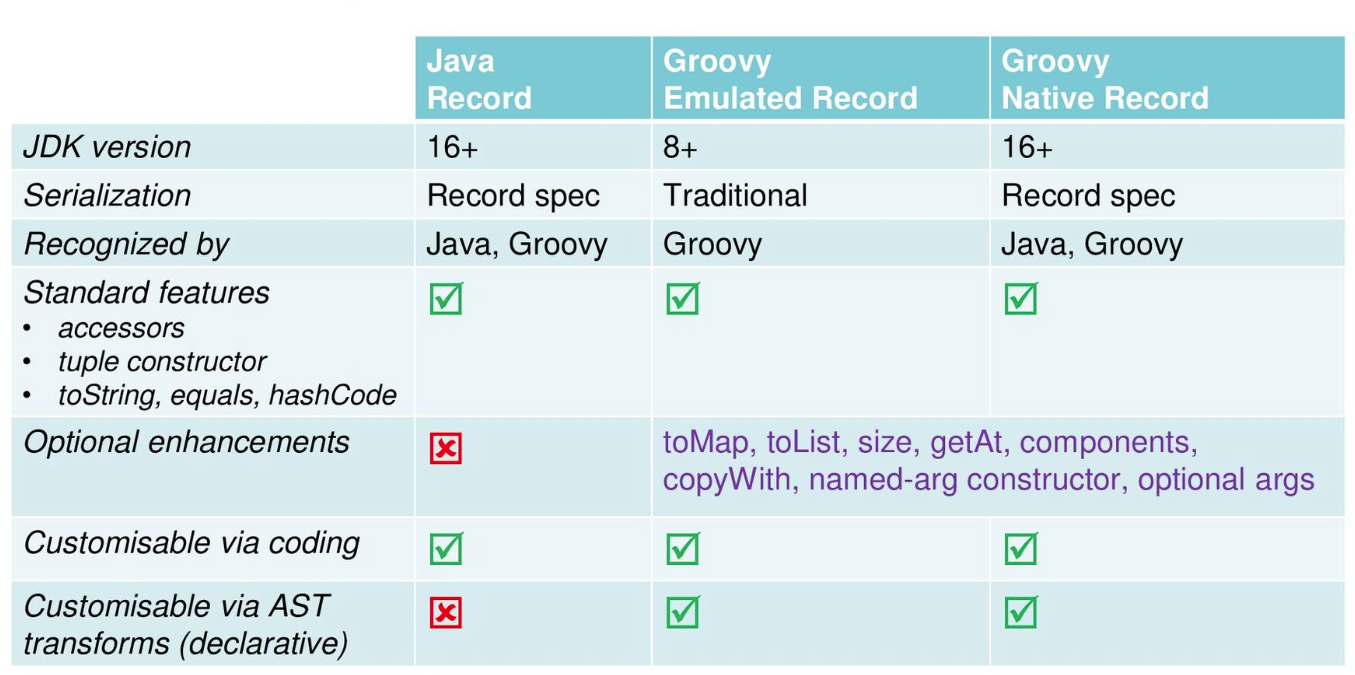 Java
Record
Groovy
Emulated Record
Groovy
Native Record
JDK version
16+
8+
16+
Serialization
Record spec
Traditional
Record spec
Recognized by
Java, Groovy
Groovy
Java, Groovy
Standard features
• accessors
• tuple constructor
• toString, equals, hashCode
Optional enhancements
toMap, toList, size, getAt, components,
copyWith, named-arg constructor, optional args
Customisable via coding
Customisable via AST
transforms (declarative)